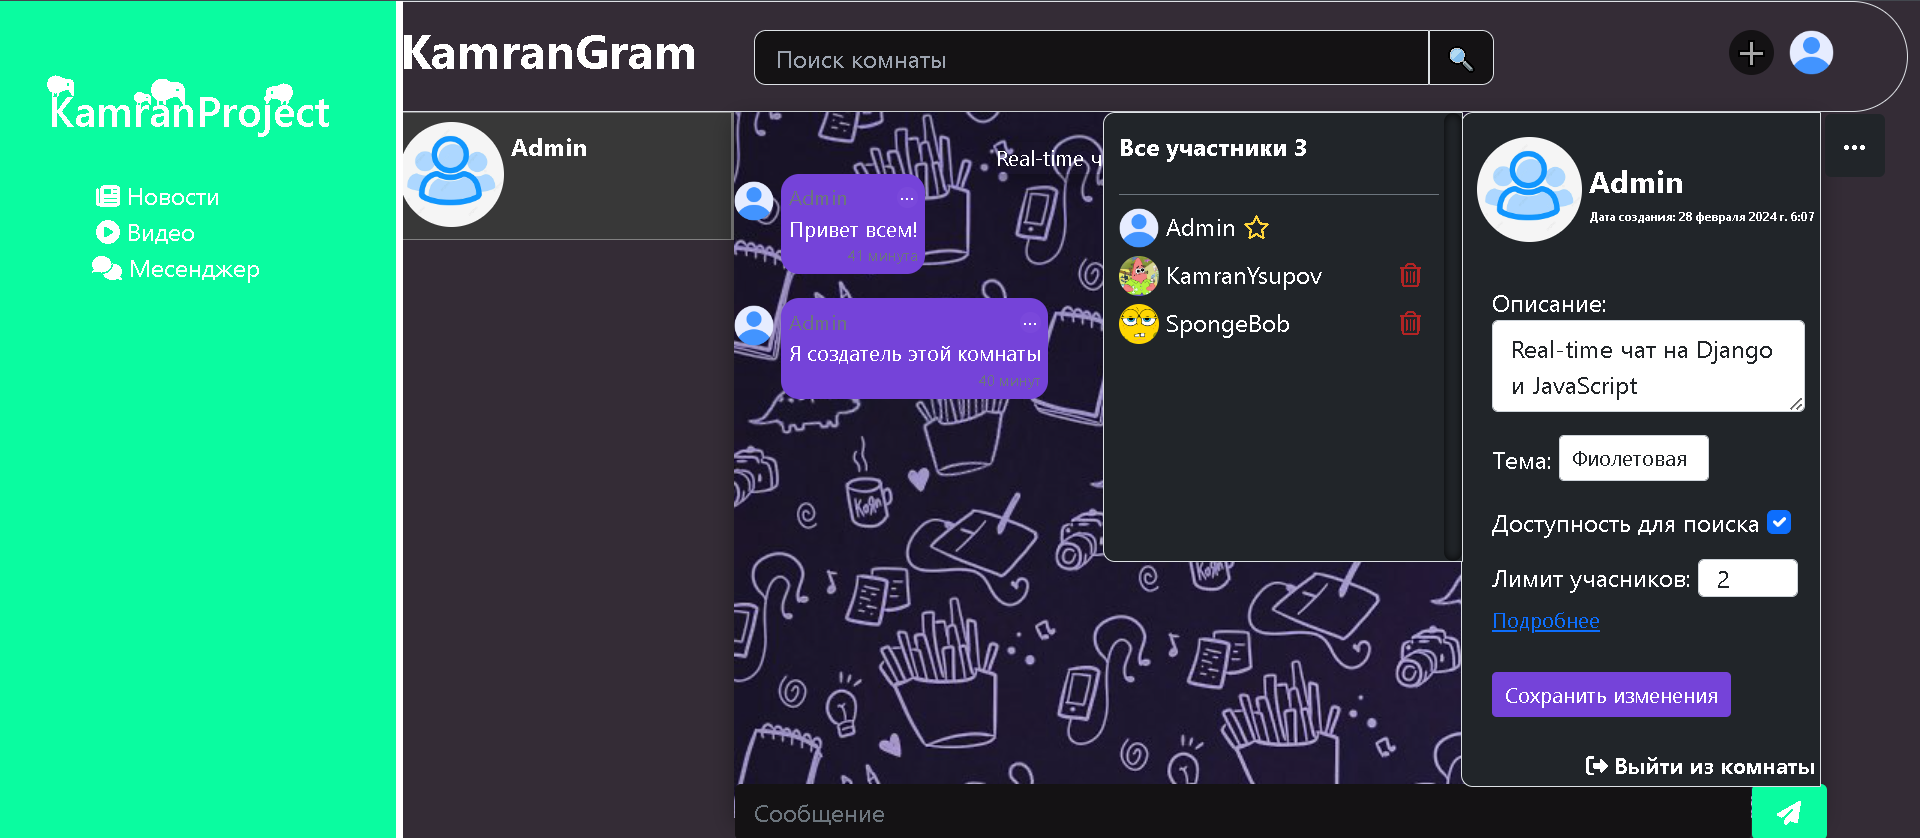 KamranProject
Новости
Видео
Месенджер
KamranGram
Поиск комнаты
Admin
Real-time ч
Admin ...
Привет всем!
41 минута
Admin ...
Я создатель этой комнаты
40 минут
Сообщение
Все участники 3
Admin
KamranYsupov
SpongeBob
Admin
Дата создания: 28 февраля 2024 г. 6:07
Описание:
Real-time чат на Django
и JavaScript
Тема: Фиолетовая
Доступность для поиска
Лимит учасников: 2
Подробнее
Сохранить изменения
Выйти из комнаты
...